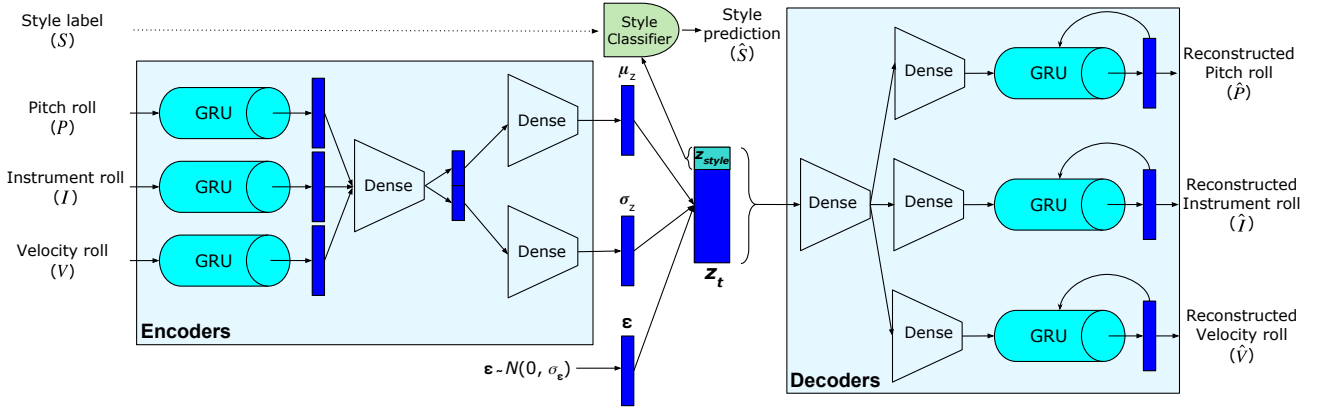 Style label
(S)
Style
Classifier
Style
prediction
(Ŝ)
Pitch roll
(P)
Instrument roll
(I)
Velocity roll
(V)
GRU
GRU
GRU
Dense
Dense
Dense
Encoders
μz
σz
ε
ε~N(0, σε)
zstyle
zt
Dense
Dense
Dense
Dense
GRU
GRU
GRU
Decoders
Reconstructed
Pitch roll
(P̂)
Reconstructed
Instrument roll
(Î)
Reconstructed
Velocity roll
(V̂)